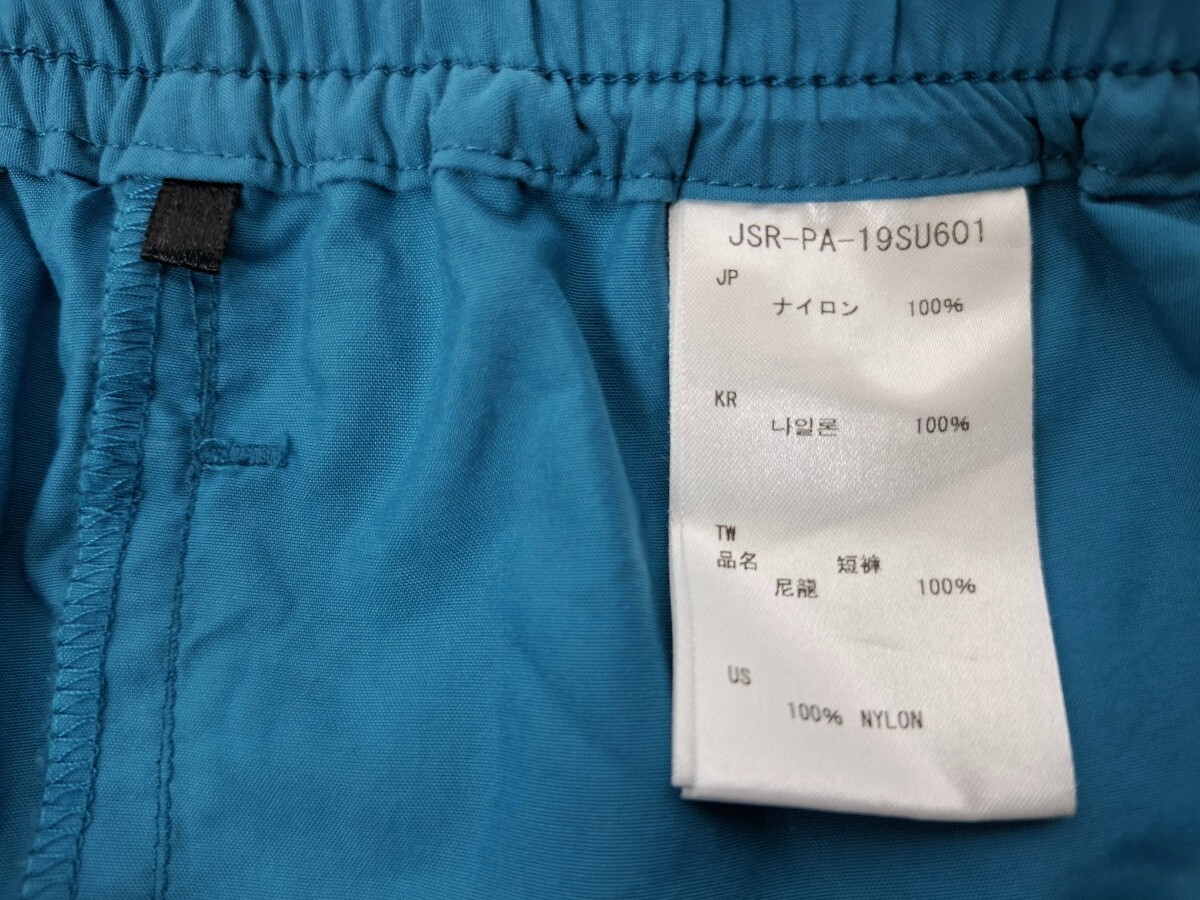 JSR-PA-19SU601
JP
ナイロン 100%
KR
나일론 100%
TW
品名 短褲
尼龍 100%
US
100% NYLON